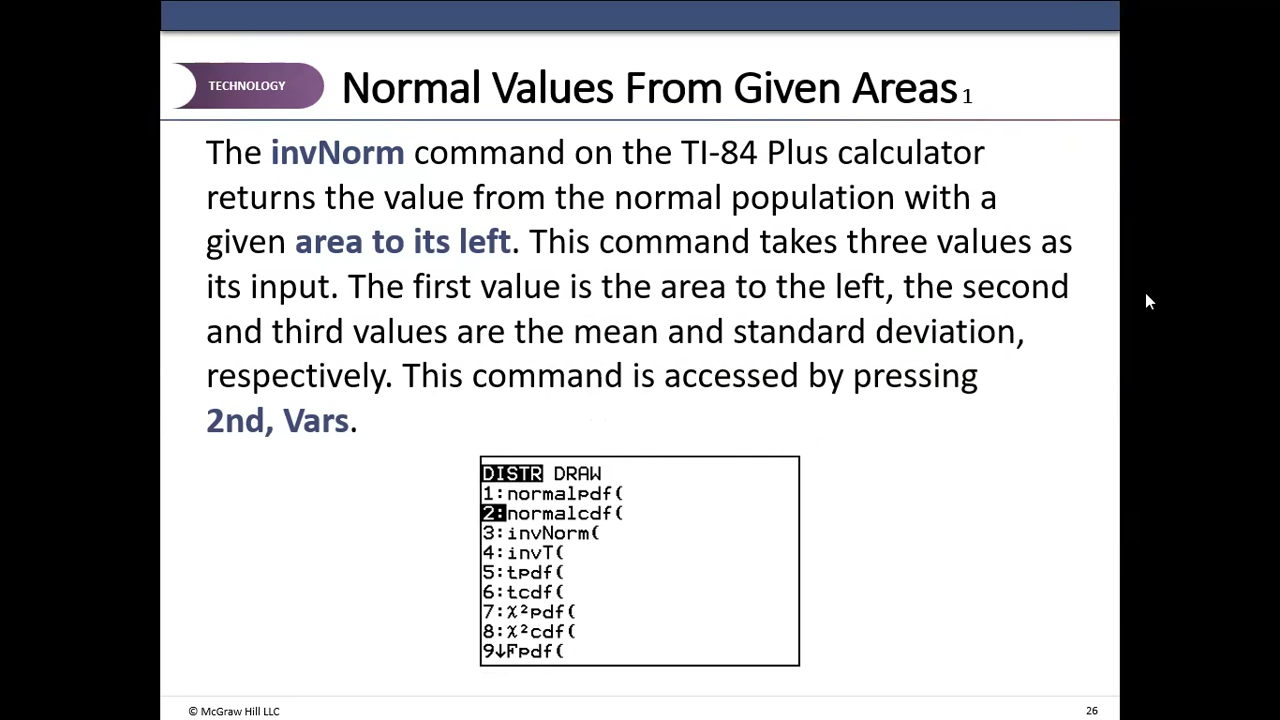 TECHNOLOGY
Normal Values From Given Areas 1
The invNorm command on the TI-84 Plus calculator
returns the value from the normal population with a
given area to its left. This command takes three values as
its input. The first value is the area to the left, the second
and third values are the mean and standard deviation,
respectively. This command is accessed by pressing
2nd, Vars.
DISTR DRAW
1:normalpdf(
2:normalcdf(
3:invNorm(
4:invT(
5:tpdf(
6:tcdf(
7:χ²pdf(
8:χ²cdf(
9↓Fpdf(
© McGraw Hill LLC
26